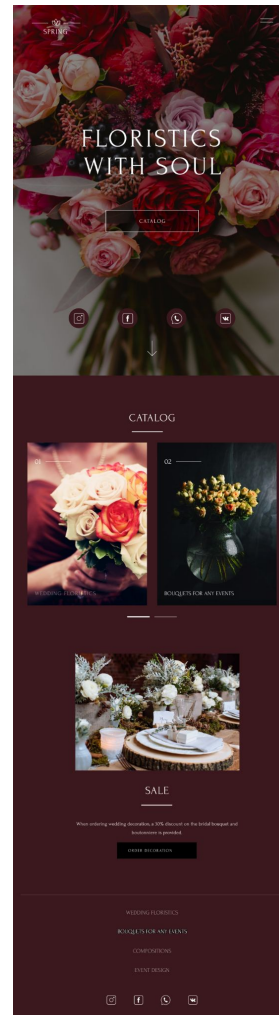 SPRING
FLORISTICS
WITH SOUL
CATALOG
CATALOG
01
02
WEDDING FLORISTICS
BOUQUETS FOR ANY EVENTS
SALE
When ordering wedding decoration, a 50% discount on the bridal bouquet and
boutonniere is provided.
ORDER DECORATION
WEDDING FLORISTICS
BOUQUETS FOR ANY EVENTS
COMPOSITIONS
EVENT DESIGN